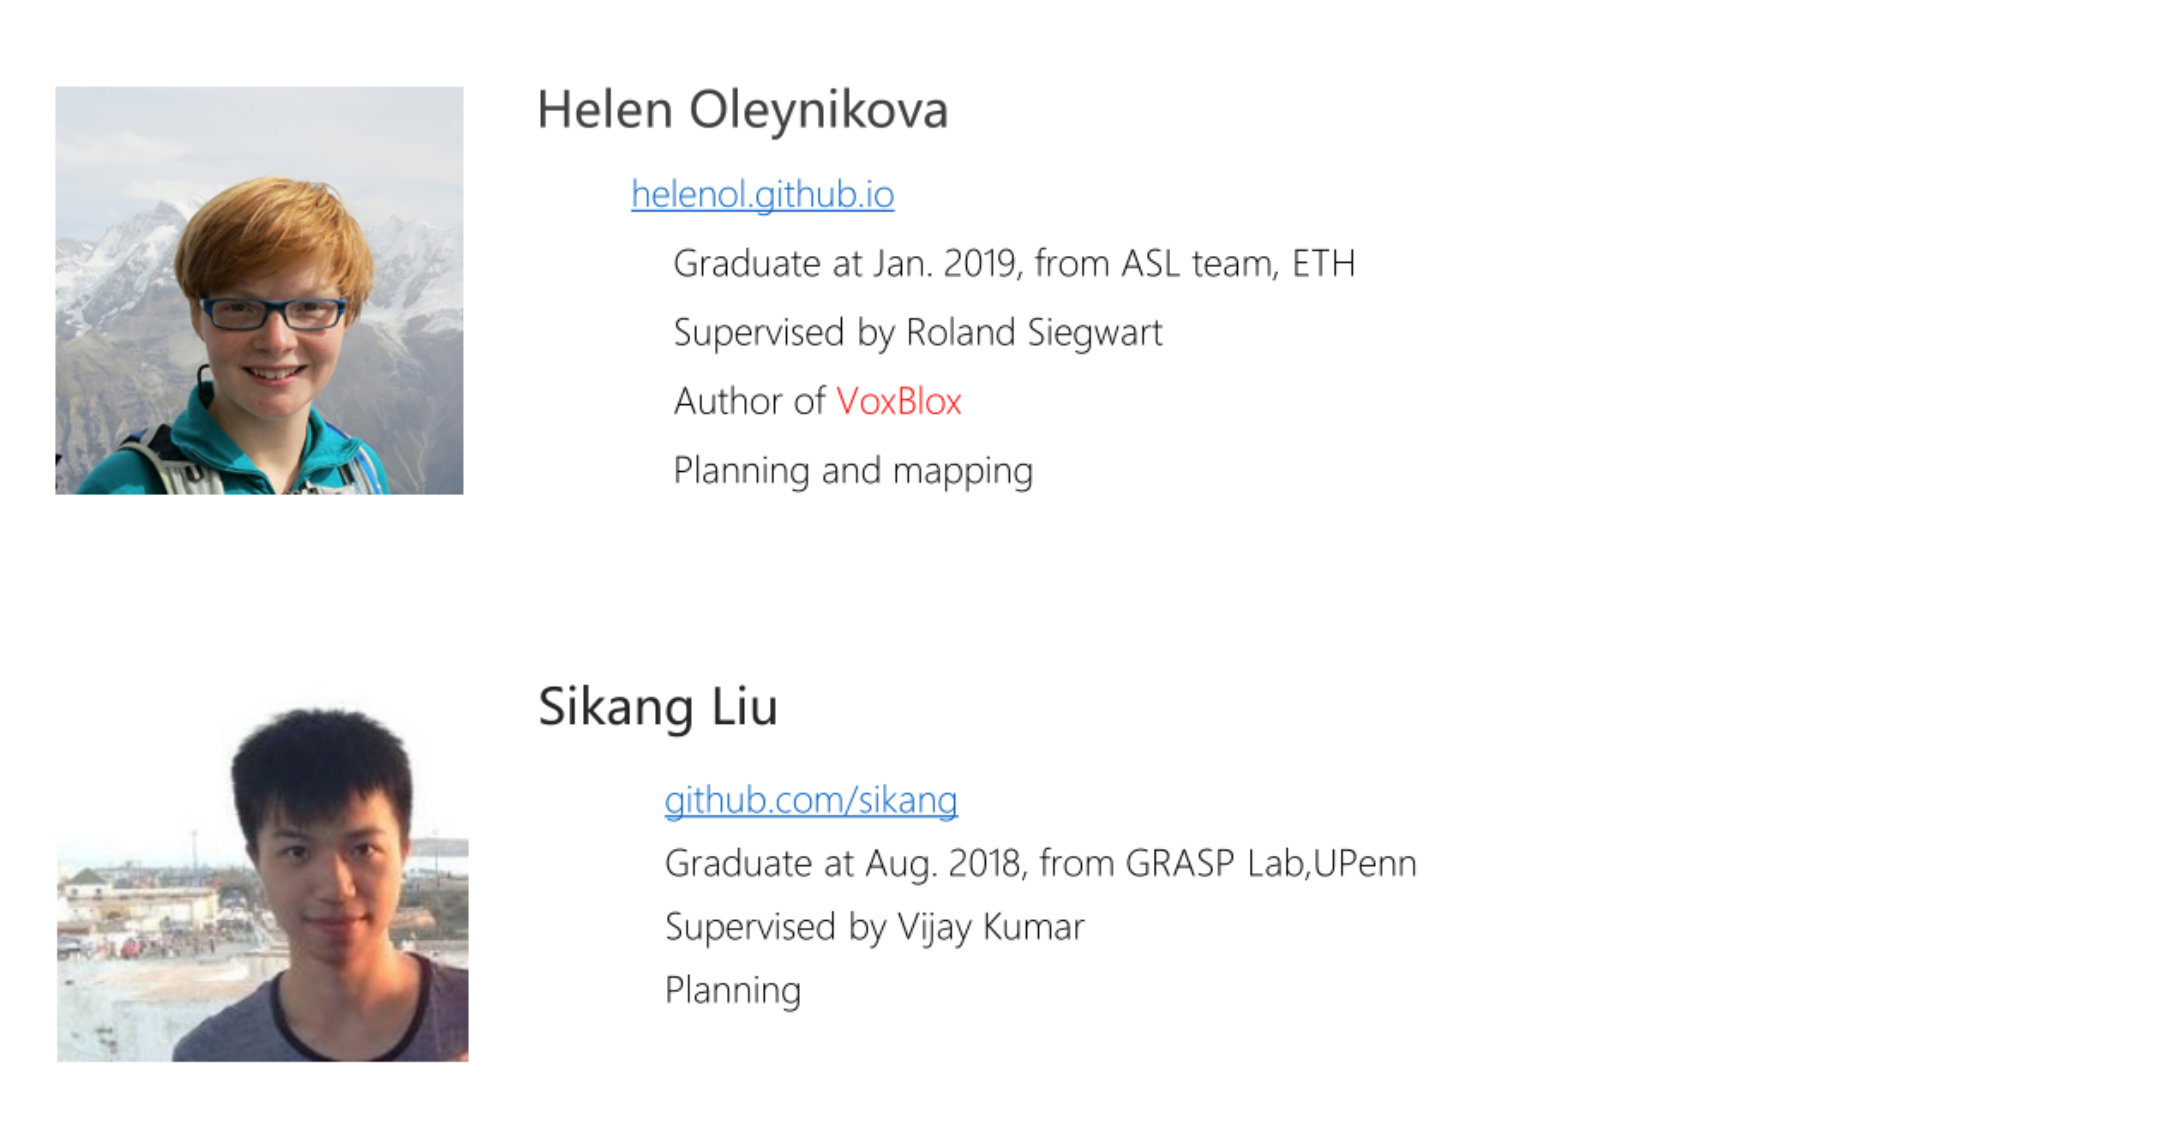 Helen Oleynikova
helenol.github.io
Graduate at Jan. 2019, from ASL team, ETH
Supervised by Roland Siegwart
Author of VoxBlox
Planning and mapping
Sikang Liu
github.com/sikang
Graduate at Aug. 2018, from GRASP Lab,UPenn
Supervised by Vijay Kumar
Planning